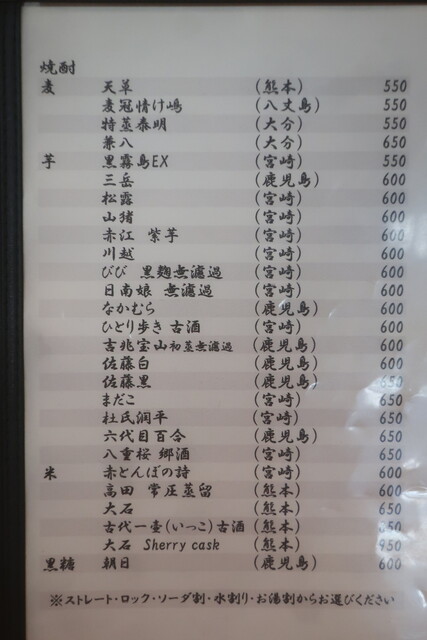 焼酎
麦 天草 (熊本) 550
麦冠情け嶋 (八丈島) 550
特蒸泰明 (大分) 550
兼八 (大分) 650
芋 黒霧島EX (宮崎) 550
三岳 (鹿児島) 600
松露 (宮崎) 600
山猪 (宮崎) 600
赤江 紫芋 (宮崎) 600
川越 (宮崎) 600
びび 黒麹無濾過 (宮崎) 600
日南娘 無濾過 (宮崎) 600
なかむら (鹿児島) 600
ひとり歩き 古酒 (宮崎) 600
吉兆宝山初蒸無濾過 (鹿児島) 600
佐藤白 (鹿児島) 600
佐藤黒 (鹿児島) 650
まだこ (宮崎) 650
杜氏潤平 (宮崎) 650
六代目百合 (鹿児島) 650
八重桜 郷酒 (宮崎) 650
米 赤とんぼの詩 (宮崎) 600
高田 常圧蒸留 (熊本) 600
大石 (熊本) 650
古代一壺(いっこ)古酒 (熊本)
大石 Sherry cask (熊本) 950
黒糖 朝日 (鹿児島) 600
※ストレート・ロック・ソーダ割・水割り・お湯割からお選びください